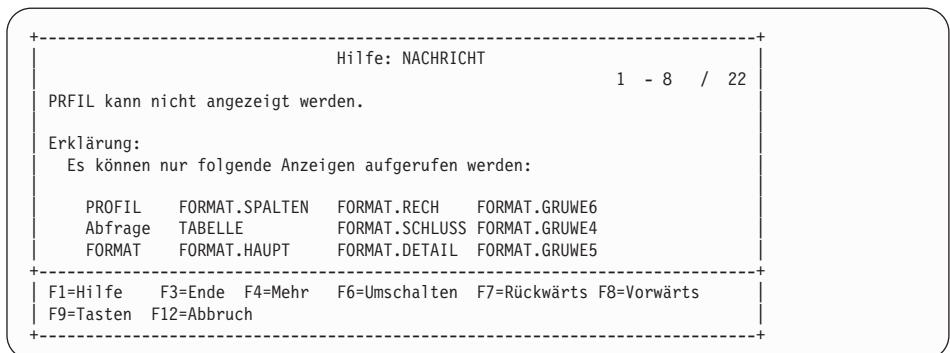 Hilfe: NACHRICHT
1 - 8 / 22
PRFIL kann nicht angezeigt werden.
Erklärung:
Es können nur folgende Anzeigen aufgerufen werden:
PROFIL FORMAT.SPALTEN FORMAT.RECH FORMAT.GRUWE6
Abfrage TABELLE FORMAT.SCHLUSS FORMAT.GRUWE4
FORMAT FORMAT.HAUPT FORMAT.DETAIL FORMAT.GRUWE5
F1=Hilfe F3=Ende F4=Mehr F6=Umschalten F7=Rückwärts F8=Vorwärts
F9=Tasten F12=Abbruch